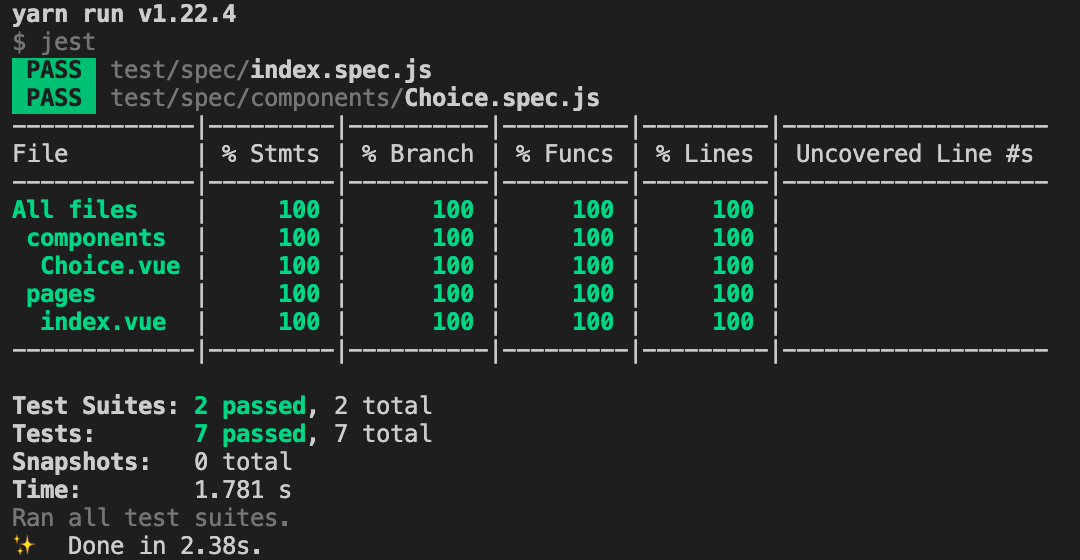 yarn run v1.22.4
$ jest
PASS test/spec/index.spec.js
PASS test/spec/components/Choice.spec.js
--------------|---------|----------|---------|---------|-------------------
File          | % Stmts | % Branch | % Funcs | % Lines | Uncovered Line #s
--------------|---------|----------|---------|---------|-------------------
All files     |     100 |      100 |     100 |     100 |
 components   |     100 |      100 |     100 |     100 |
  Choice.vue  |     100 |      100 |     100 |     100 |
 pages        |     100 |      100 |     100 |     100 |
  index.vue   |     100 |      100 |     100 |     100 |
--------------|---------|----------|---------|---------|-------------------
Test Suites: 2 passed, 2 total
Tests:       7 passed, 7 total
Snapshots:   0 total
Time:        1.781 s
Ran all test suites.
✨  Done in 2.38s.